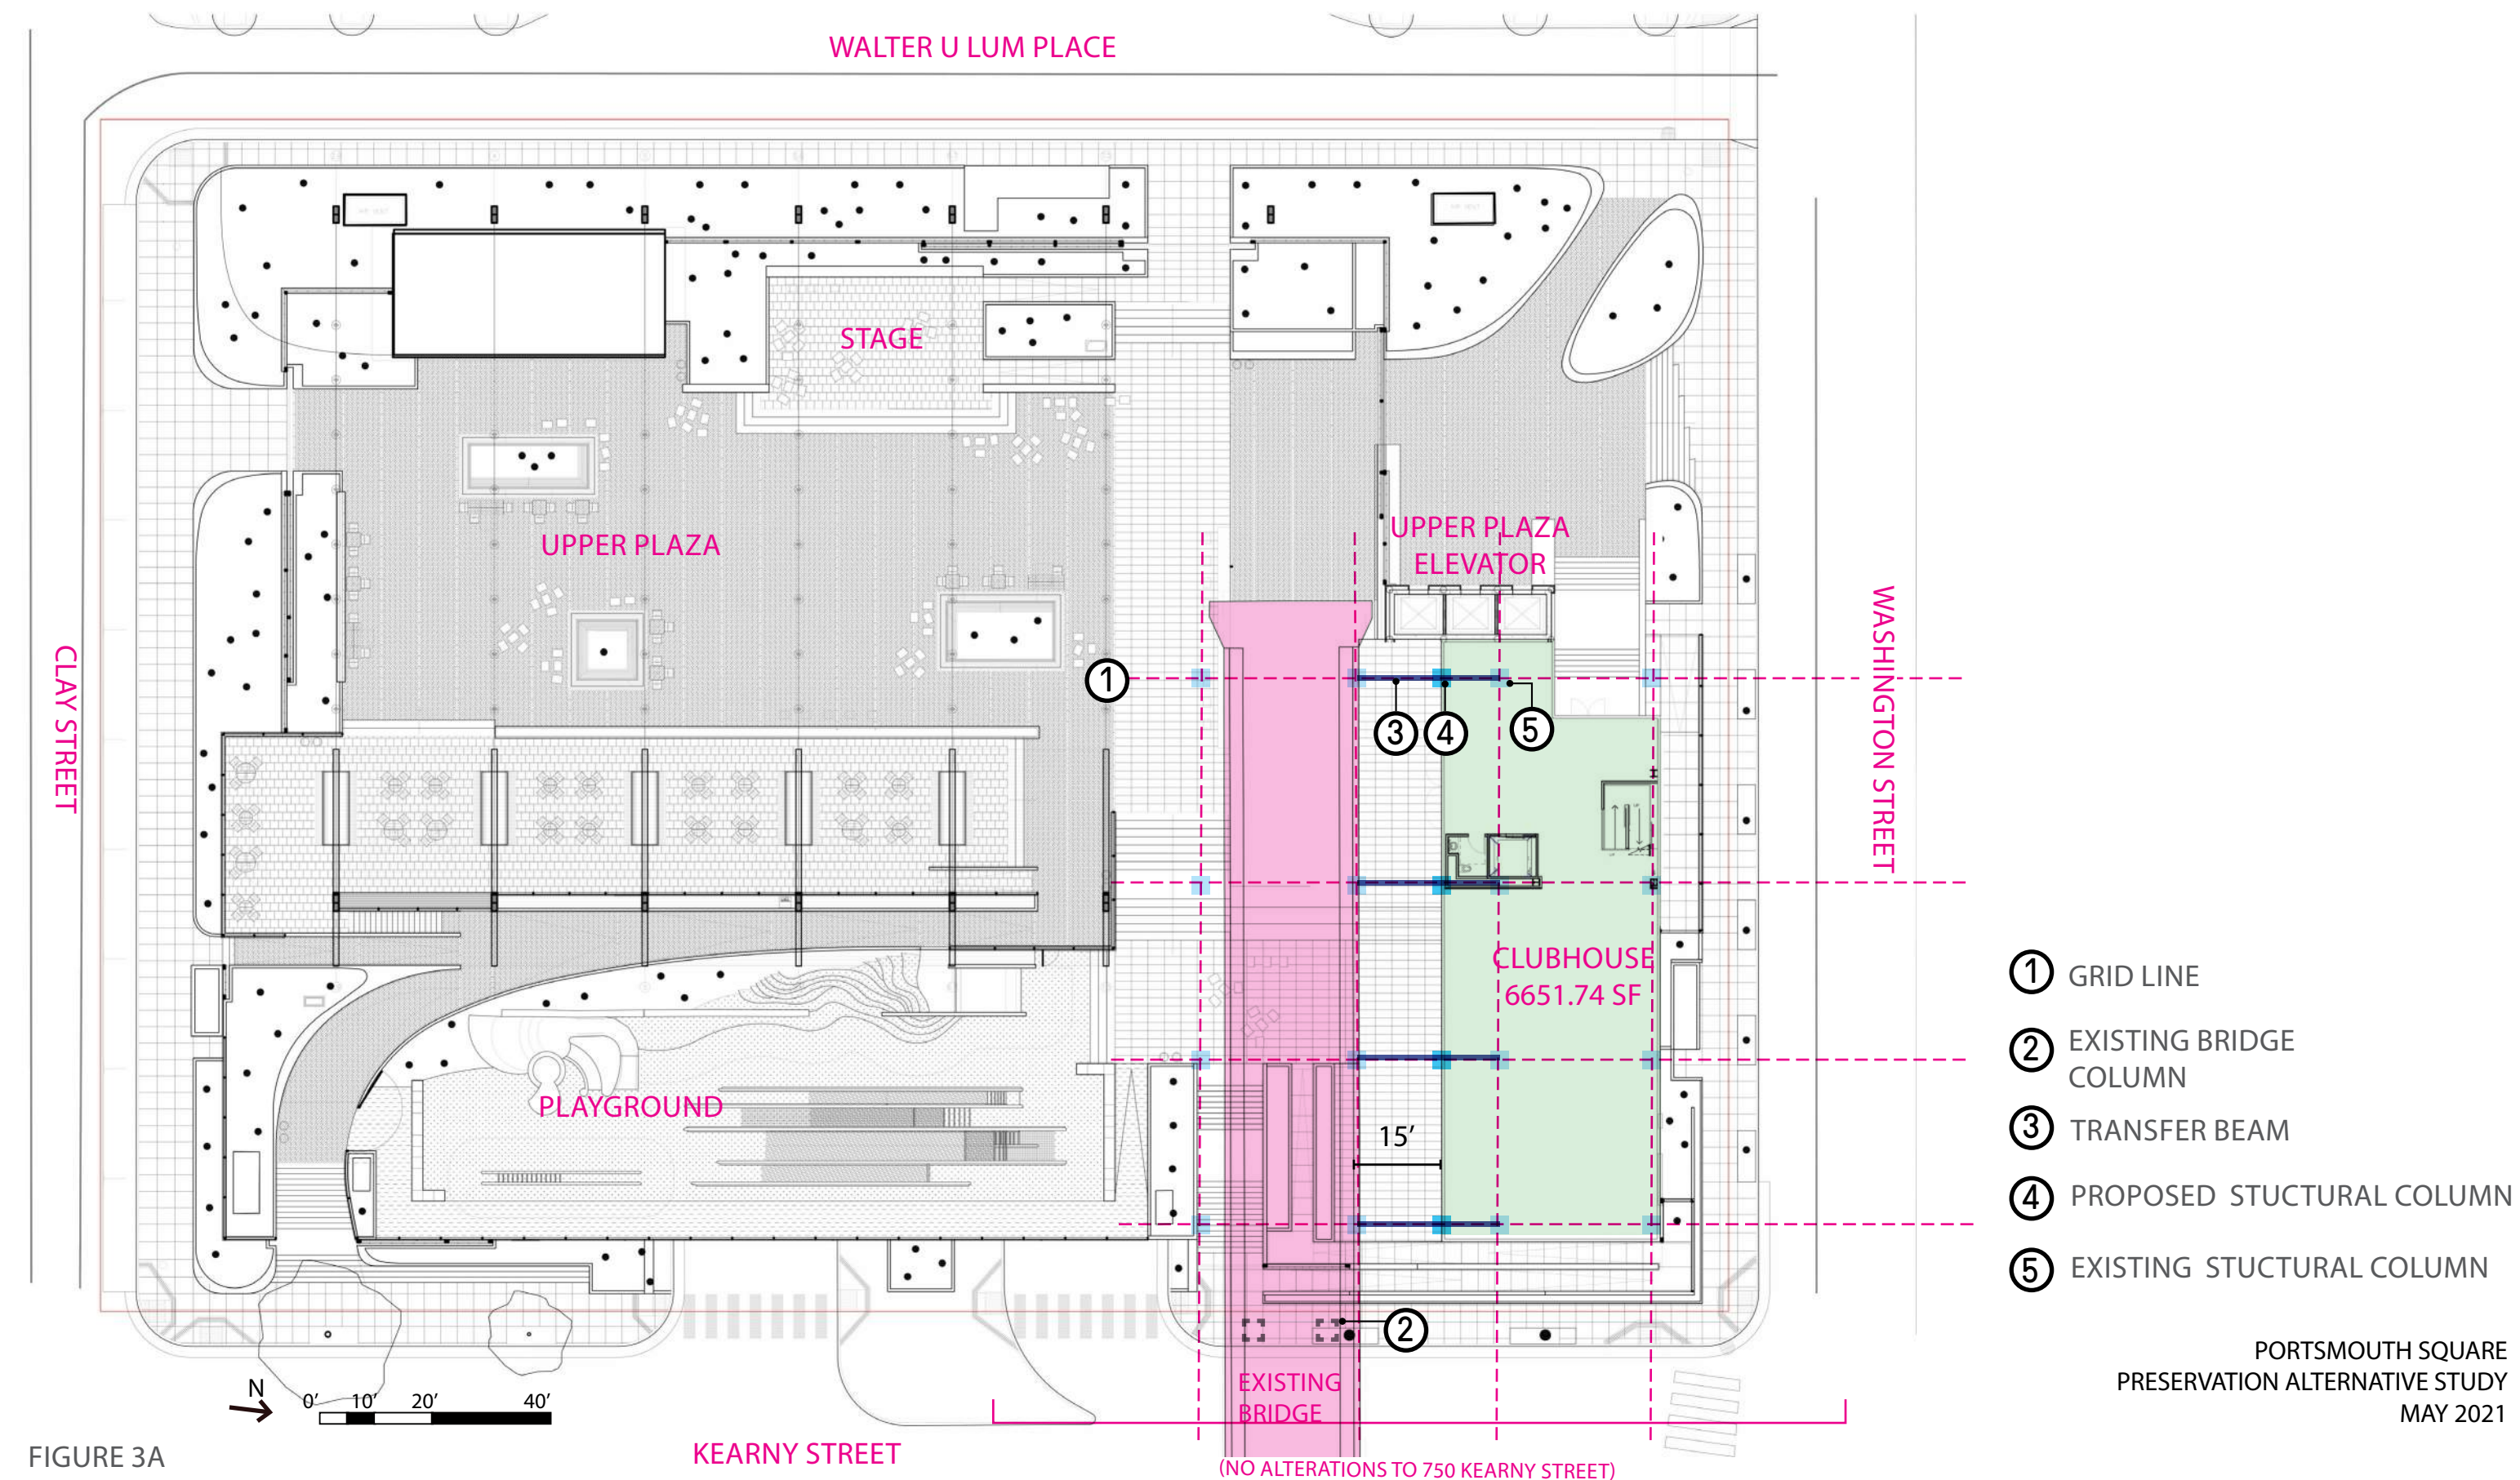 WALTER U LUM PLACE
STAGE
UPPER PLAZA
UPPER PLAZA
ELEVATOR
CLAY STREET
WASHINGTON STREET
1
3
4
5
CLUBHOUSE
6651.74 SF
PLAYGROUND
15’
2
EXISTING
BRIDGE
N
0’ 10’ 20’ 40’
KEARNY STREET
(NO ALTERATIONS TO 750 KEARNY STREET)
FIGURE 3A
1 GRID LINE
2 EXISTING BRIDGE
COLUMN
3 TRANSFER BEAM
4 PROPOSED STUCTURAL COLUMN
5 EXISTING STUCTURAL COLUMN
PORTSMOUTH SQUARE
PRESERVATION ALTERNATIVE STUDY
MAY 2021